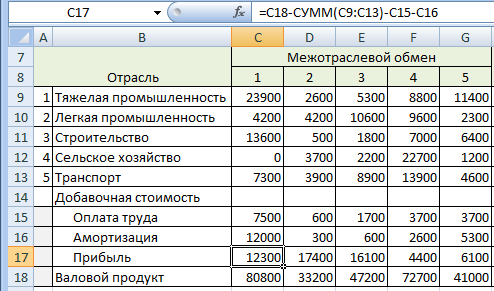 C17 fx =C18-СУММ(C9:C13)-C15-C16
A B C D E F G
7 Межотраслевой обмен
8 Отрасль 1 2 3 4 5
9 1 Тяжелая промышленность 23900 2600 5300 8800 11400
10 2 Легкая промышленность 4200 4200 10600 9600 2300
11 3 Строительство 13600 500 1800 7000 6400
12 4 Сельское хозяйство 0 3700 2200 22700 1200
13 5 Транспорт 7300 3900 8900 13900 4600
14 Добавочная стоимость
15 Оплата труда 7500 600 1700 3700 3700
16 Амортизация 12000 300 600 2600 5300
17 Прибыль 12300 17400 16100 4400 6100
18 Валовой продукт 80800 33200 47200 72700 41000